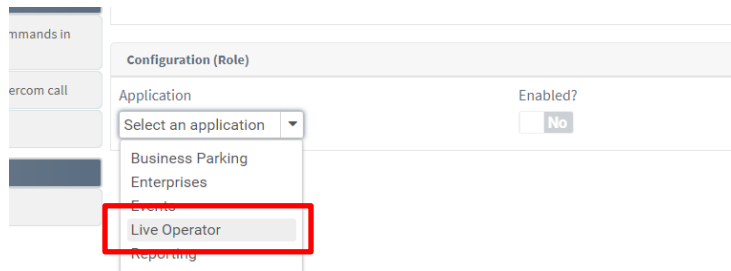 mmands in
ercom call
Configuration (Role)
Application
Enabled?
Select an application
No
Business Parking
Enterprises
Events
Live Operator
Reporting